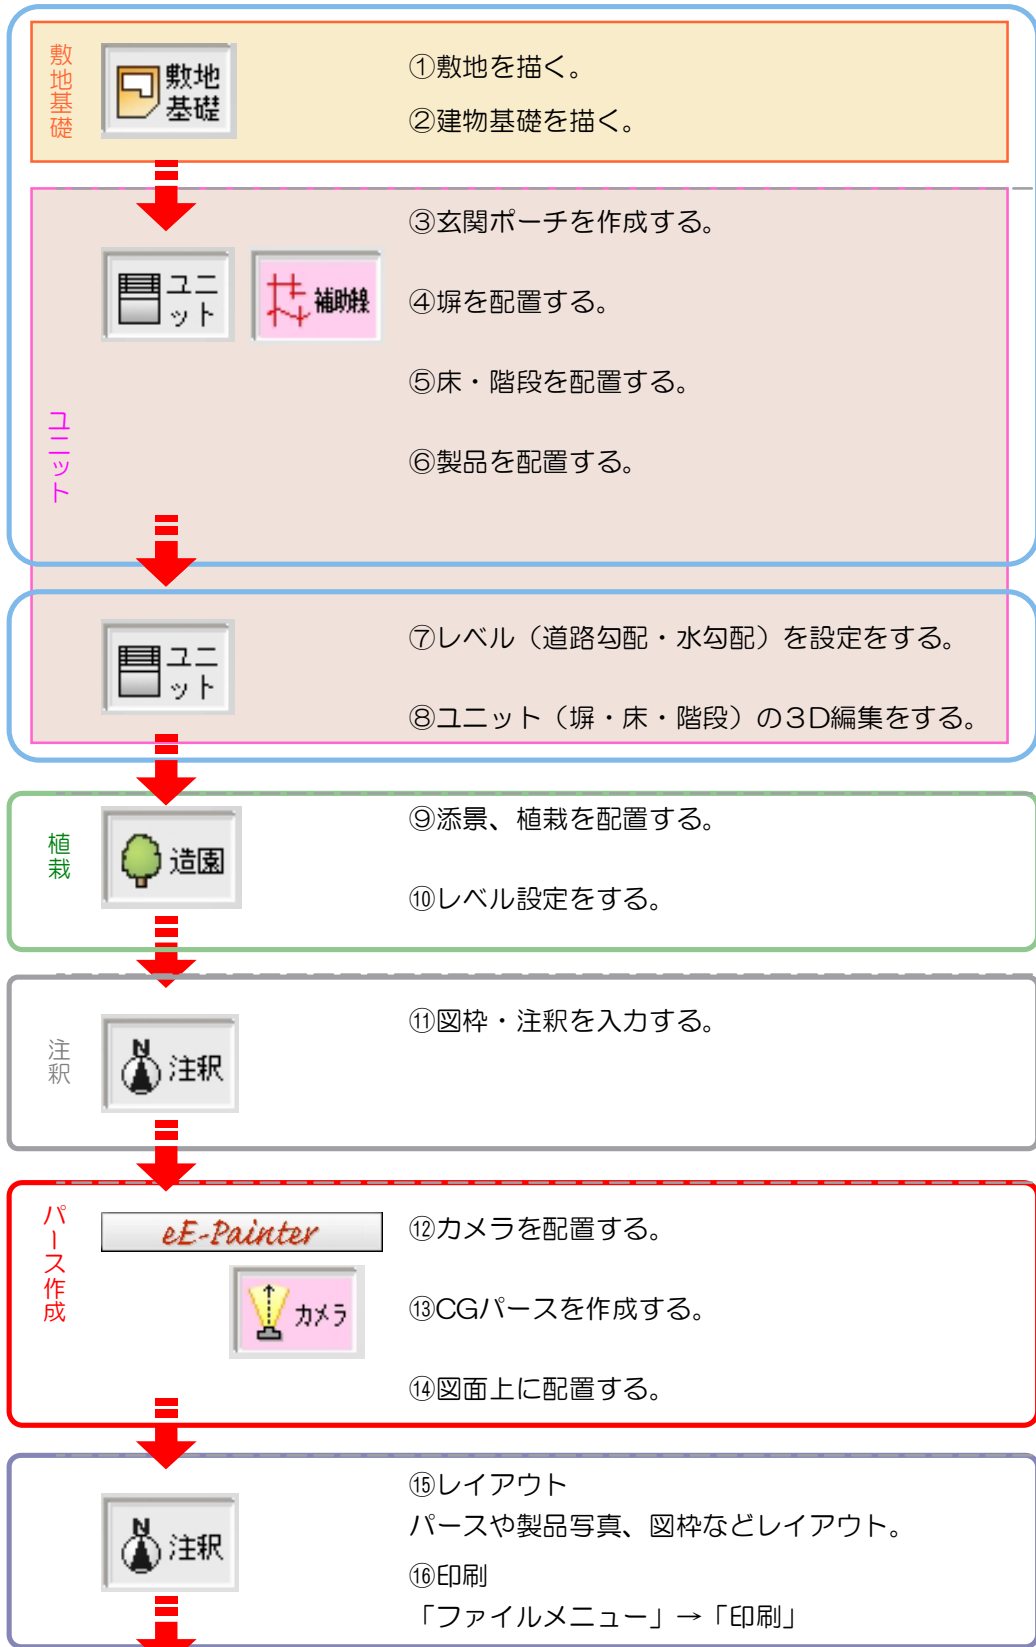 敷地基礎
敷地
基礎
①敷地を描く。
②建物基礎を描く。
ユニット
ユニ
ット
補助線
③玄関ポーチを作成する。
④塀を配置する。
⑤床・階段を配置する。
⑥製品を配置する。
ユニ
ット
⑦レベル（道路勾配・水勾配）を設定をする。
⑧ユニット（塀・床・階段）の３D編集をする。
植栽
造園
⑨添景、植栽を配置する。
⑩レベル設定をする。
注釈
N
注釈
⑪図枠・注釈を入力する。
パース作成
eE-Painter
カメラ
⑫カメラを配置する。
⑬CGパースを作成する。
⑭図面上に配置する。
N
注釈
⑮レイアウト
パースや製品写真、図枠などレイアウト。
⑯印刷
「ファイルメニュー」→「印刷」